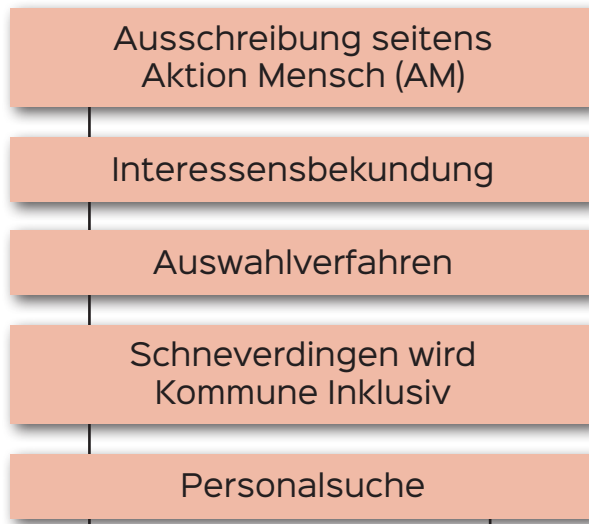 Ausschreibung seitens
Aktion Mensch (AM)
Interessensbekundung
Auswahlverfahren
Schneverdingen wird
Kommune Inklusiv
Personalsuche